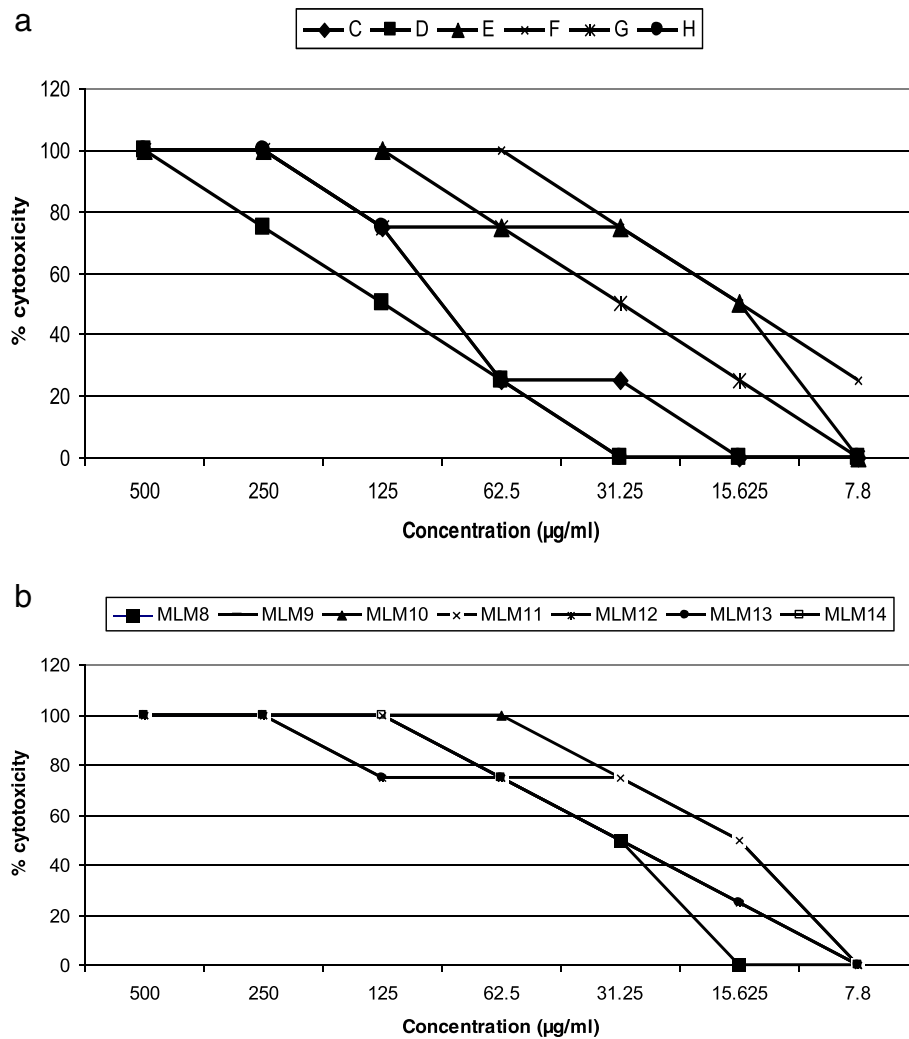 a
C D E F G H
120
100
80
60
40
20
0
% cytotoxicity
500 250 125 62.5 31.25 15.625 7.8
Concentration (µg/ml)
b
MLM8 MLM9 MLM10 MLM11 MLM12 MLM13 MLM14
120
100
80
60
40
20
0
% cytotoxicity
500 250 125 62.5 31.25 15.625 7.8
Concentration (µg/ml)